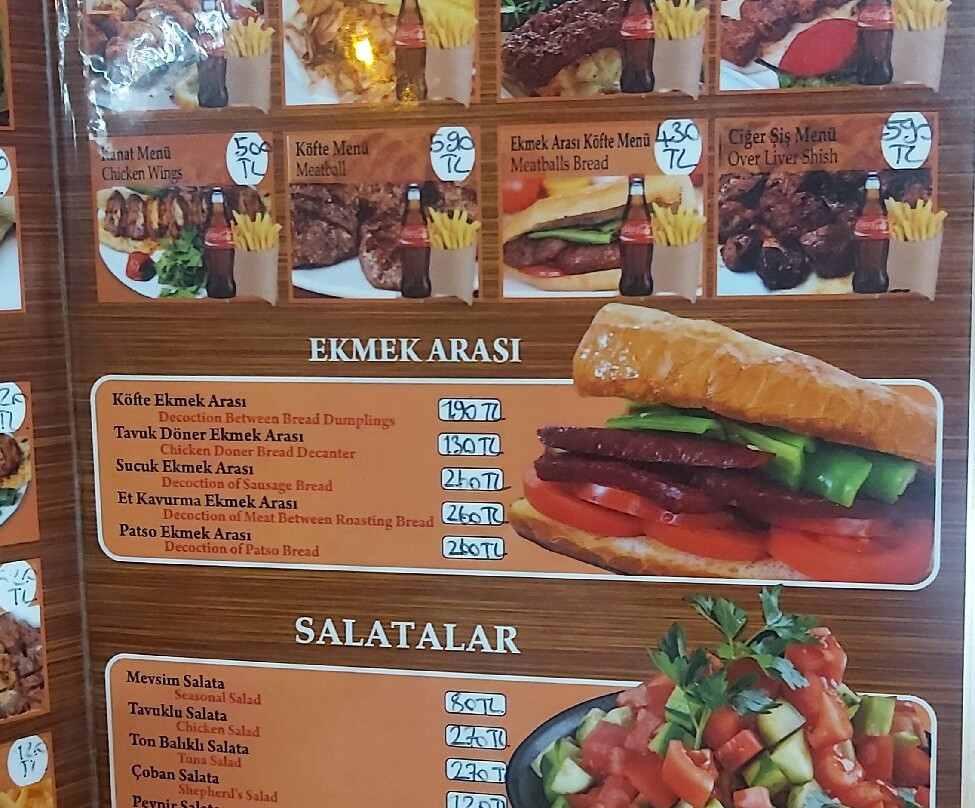 Kanat Menü
Chicken Wings
500
TL
Köfte Menü
Meatball
590
TL
Ekmek Arası Köfte Menü
Meatballs Bread
430
TL
Ciğer Şiş Menü
Over Liver Shish
590
TL
EKMEK ARASI
Köfte Ekmek Arası
190 TL
Decoction Between Bread Dumplings
Tavuk Döner Ekmek Arası
130 TL
Chicken Doner Bread Decanter
Sucuk Ekmek Arası
TL
Decoction of Sausage Bread
Et Kavurma Ekmek Arası
260 TL
Decoction of Meat Between Roasting Bread
Patso Ekmek Arası
260 TL
Decoction of Patso Bread
SALATALAR
Mevsim Salata
80 TL
Seasonal Salad
Tavuklu Salata
270 TL
Chicken Salad
Ton Balıklı Salata
270 T
Tuna Salad
Çoban Salata
120
Shepherd's Salad
Peynir Salata